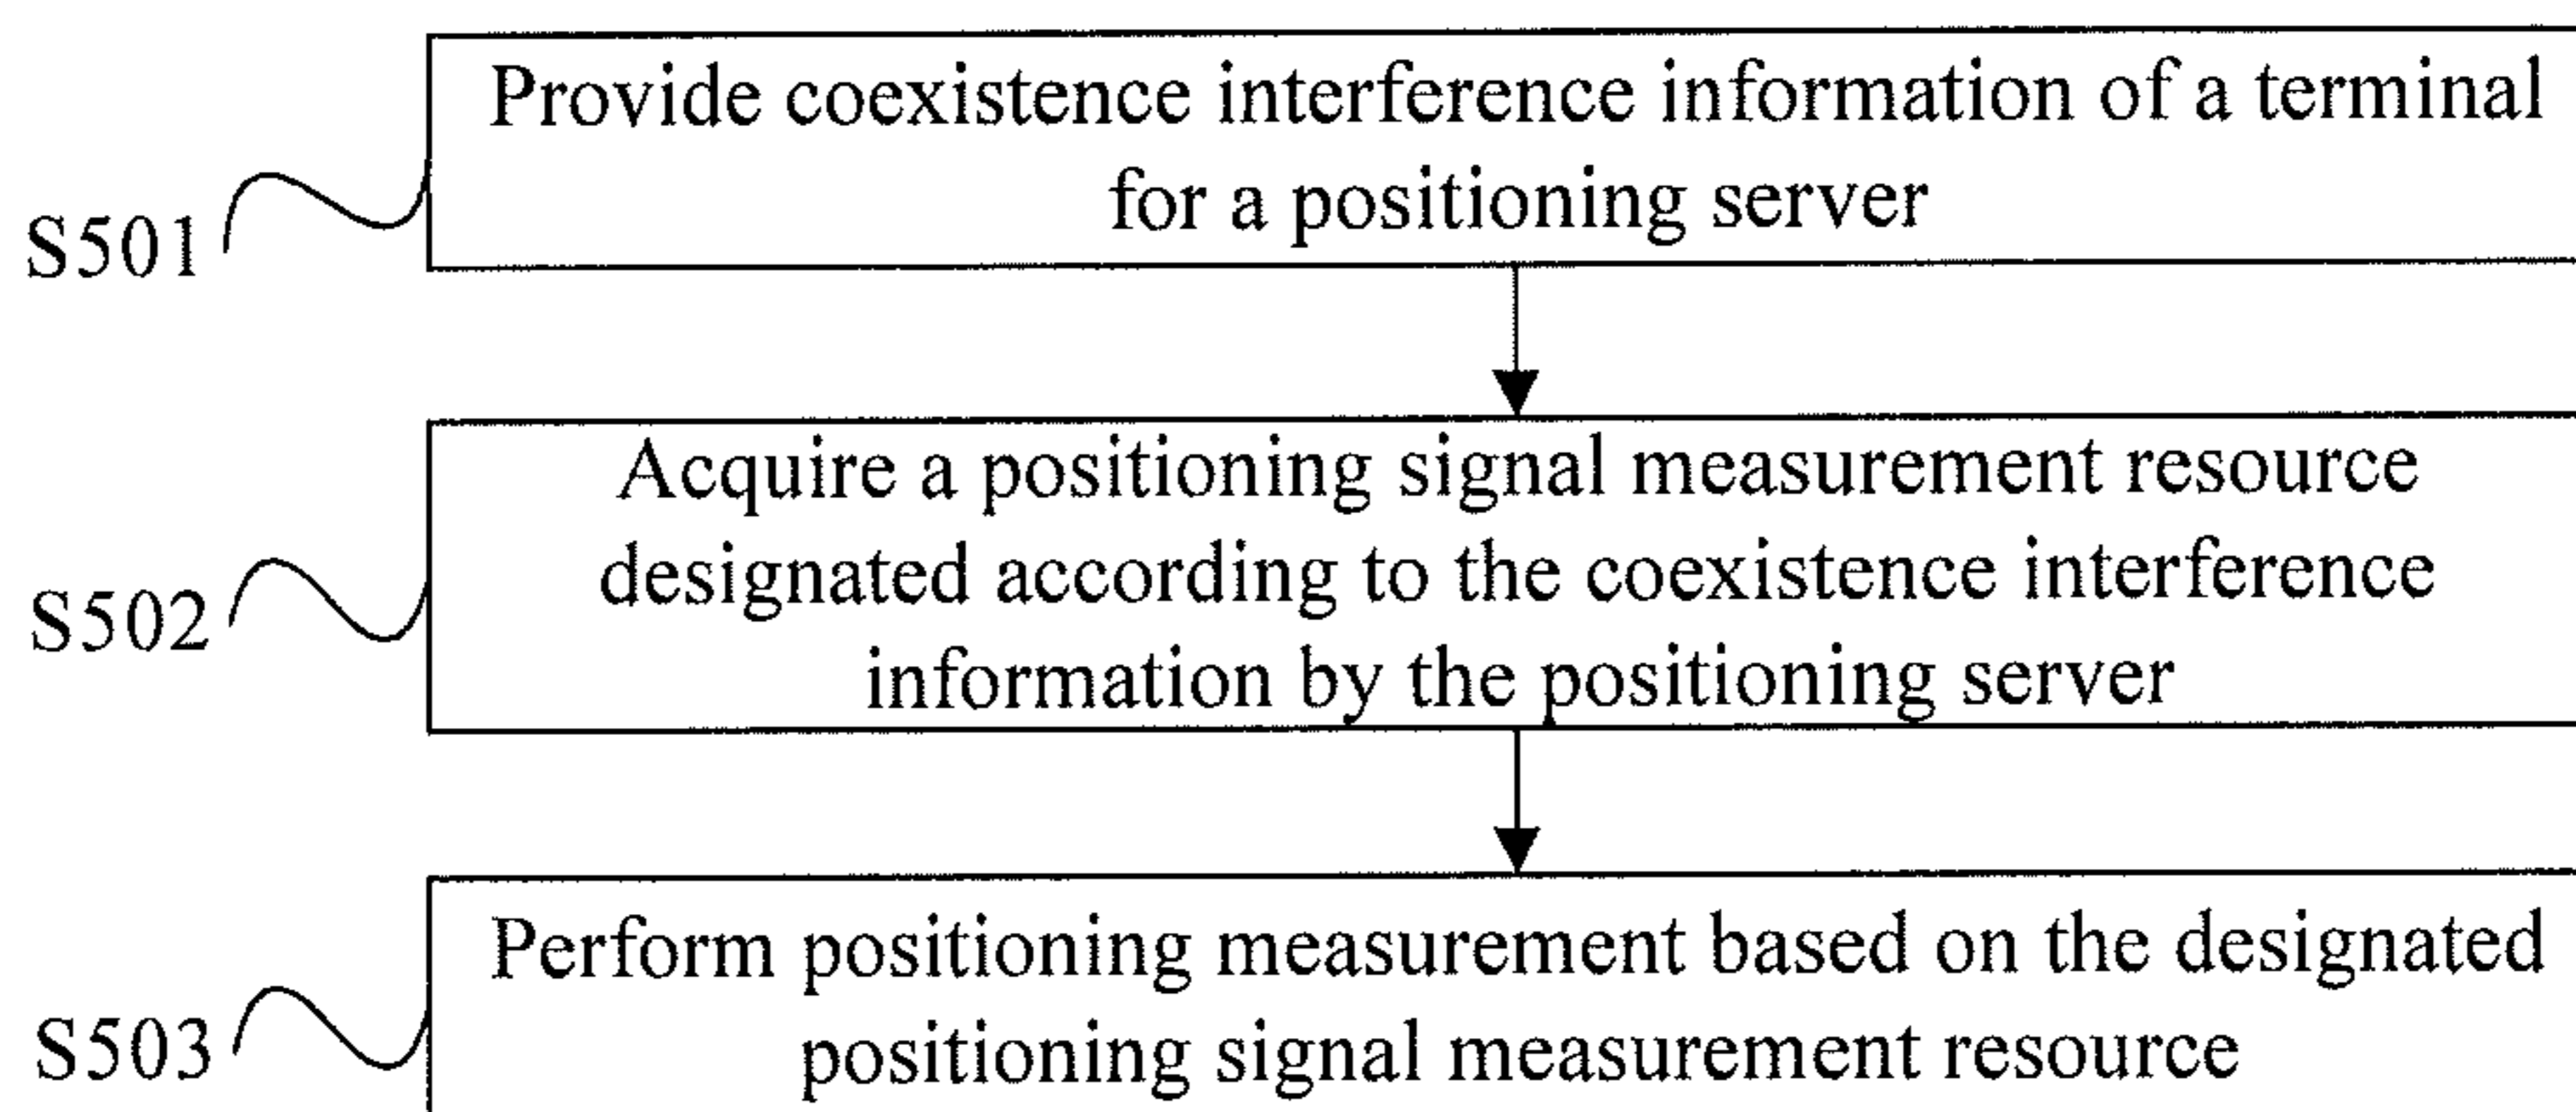 Provide coexistence interference information of a terminal
for a positioning server
S501
Acquire a positioning signal measurement resource
designated according to the coexistence interference
information by the positioning server
S502
Perform positioning measurement based on the designated
positioning signal measurement resource
S503